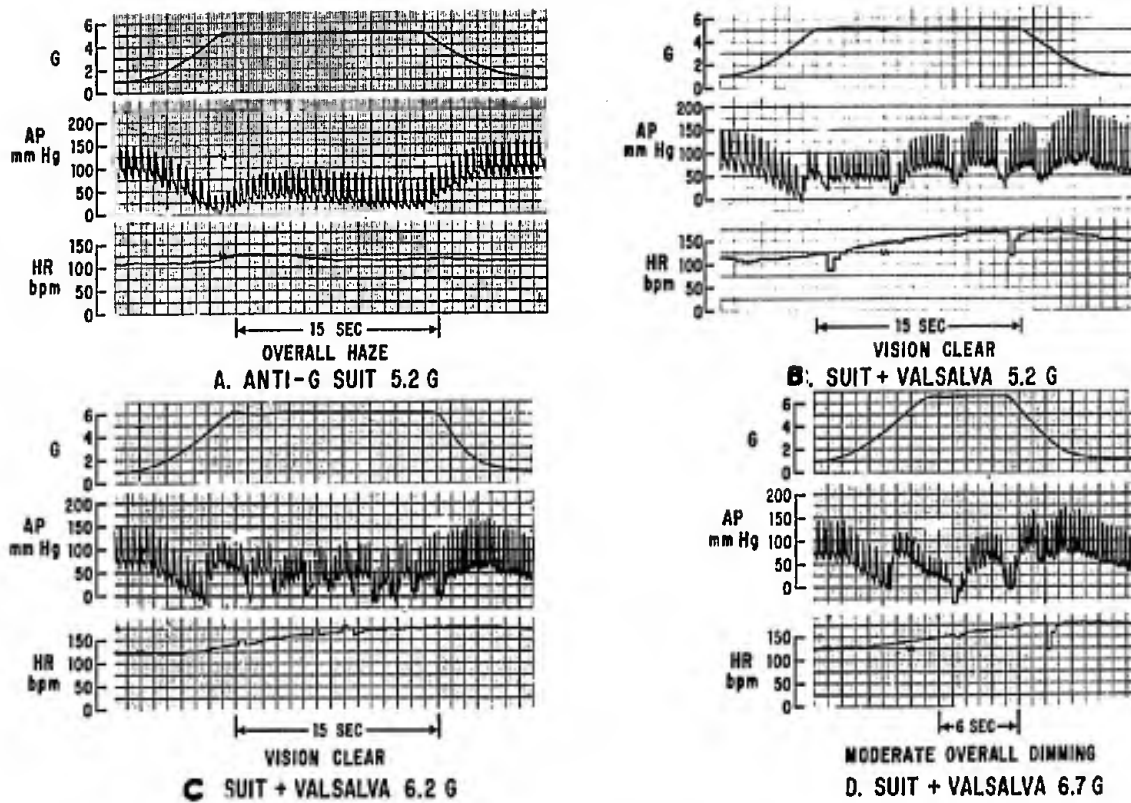 G
6
4
2
0
AP
mm Hg
200
150
100
50
0
HR
bpm
150
100
50
0
15 SEC
OVERALL HAZE
A. ANTI-G SUIT 5.2 G
G
6
4
2
0
AP
mm Hg
200
150
100
50
0
HR
bpm
150
100
50
0
15 SEC
VISION CLEAR
B. SUIT + VALSALVA 5.2 G
G
6
4
2
0
AP
mm Hg
200
150
100
50
0
HR
bpm
150
100
50
0
15 SEC
VISION CLEAR
C SUIT + VALSALVA 6.2 G
G
6
4
2
0
AP
mm Hg
200
150
100
50
0
HR
bpm
150
100
50
0
6 SEC
MODERATE OVERALL DIMMING
D. SUIT + VALSALVA 6.7 G